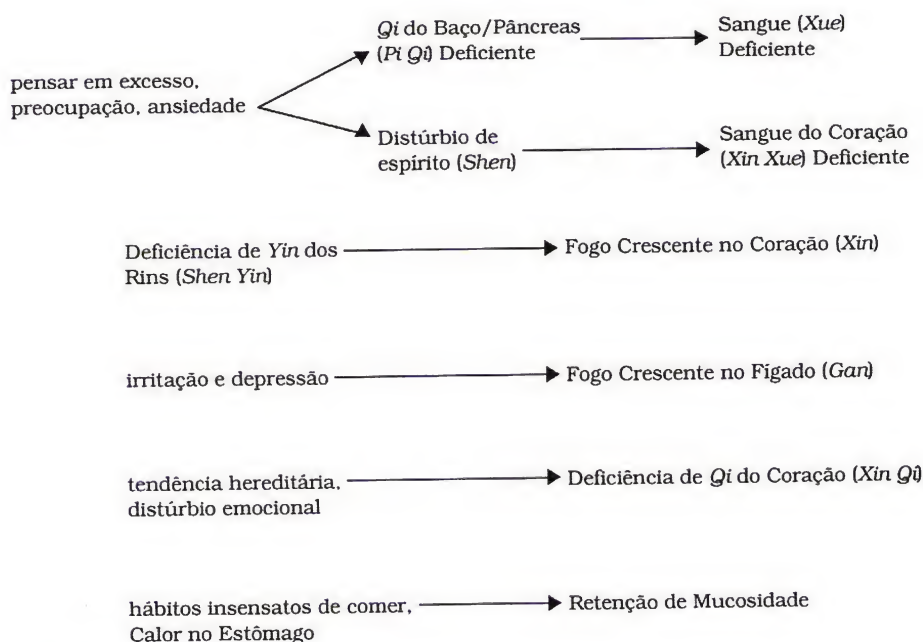 Qi do Baço/Pâncreas
(Pi Qi) Deficiente
Sangue (Xue)
Deficiente
pensar em excesso,
preocupação, ansiedade
Distúrbio de
espírito (Shen)
Sangue do Coração
(Xin Xue) Deficiente
Deficiência de Yin dos
Rins (Shen Yin)
Fogo Crescente no Coração (Xin)
irritação e depressão
Fogo Crescente no Fígado (Gan)
tendência hereditária,
distúrbio emocional
Deficiência de Qi do Coração (Xin Qi)
hábitos insensatos de comer,
Calor no Estômago
Retenção de Mucosidade